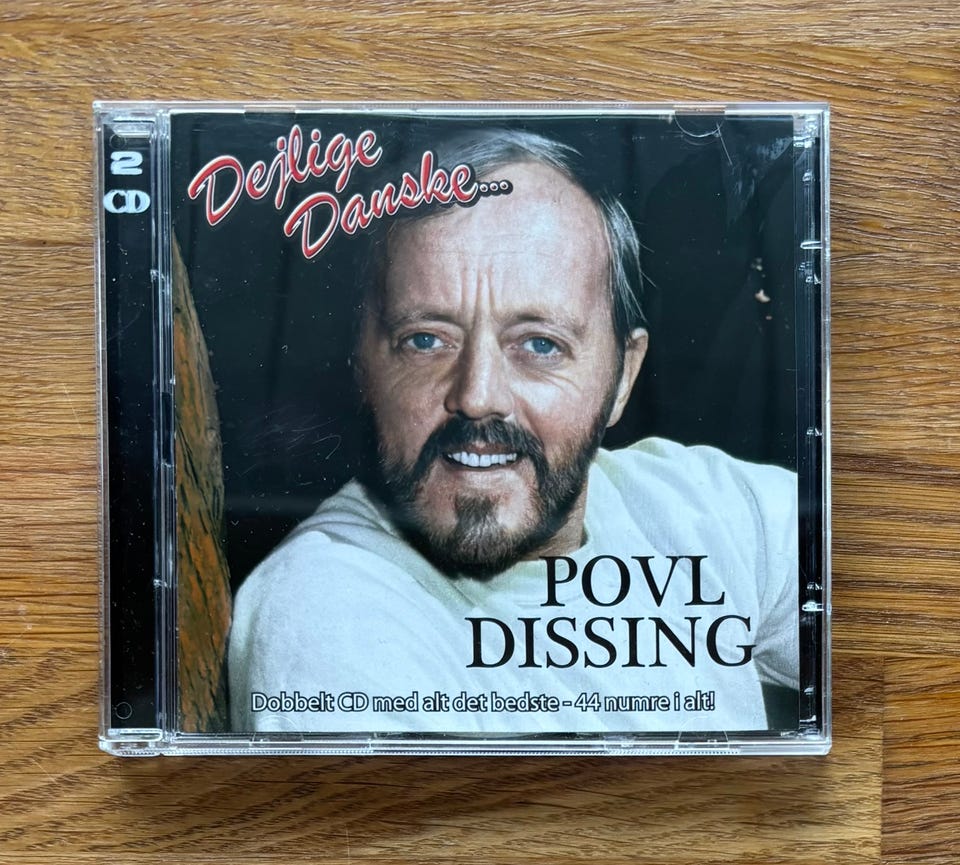 2
CD
Dejlige
Danske...
POVL
DISSING
Dobbelt CD med alt det bedste - 44 numre i alt!